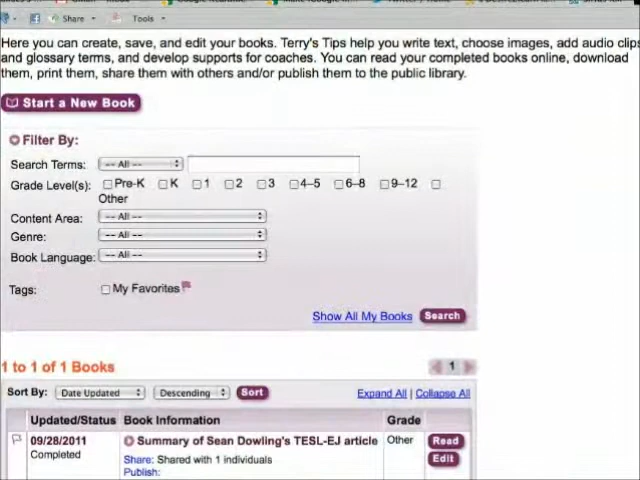 Share
Tools
Here you can create, save, and edit your books. Terry's Tips help you write text, choose images, add audio clips
and glossary terms, and develop supports for coaches. You can read your completed books online, download
them, print them, share them with others and/or publish them to the public library.
Start a New Book
Filter By:
Search Terms: -- All --
Grade Level(s): Pre-K K 1 2 3 4-5 6-8 9-12
Other
Content Area: -- All --
Genre: -- All --
Book Language: -- All --
Tags: My Favorites
Show All My Books Search
1 to 1 of 1 Books 1
Sort By: Date Updated Descending Sort Expand All | Collapse All
Updated/Status Book Information Grade
09/28/2011 Summary of Sean Dowling's TESL-EJ article Other Read
Completed Share: Shared with 1 individuals Edit
Publish: